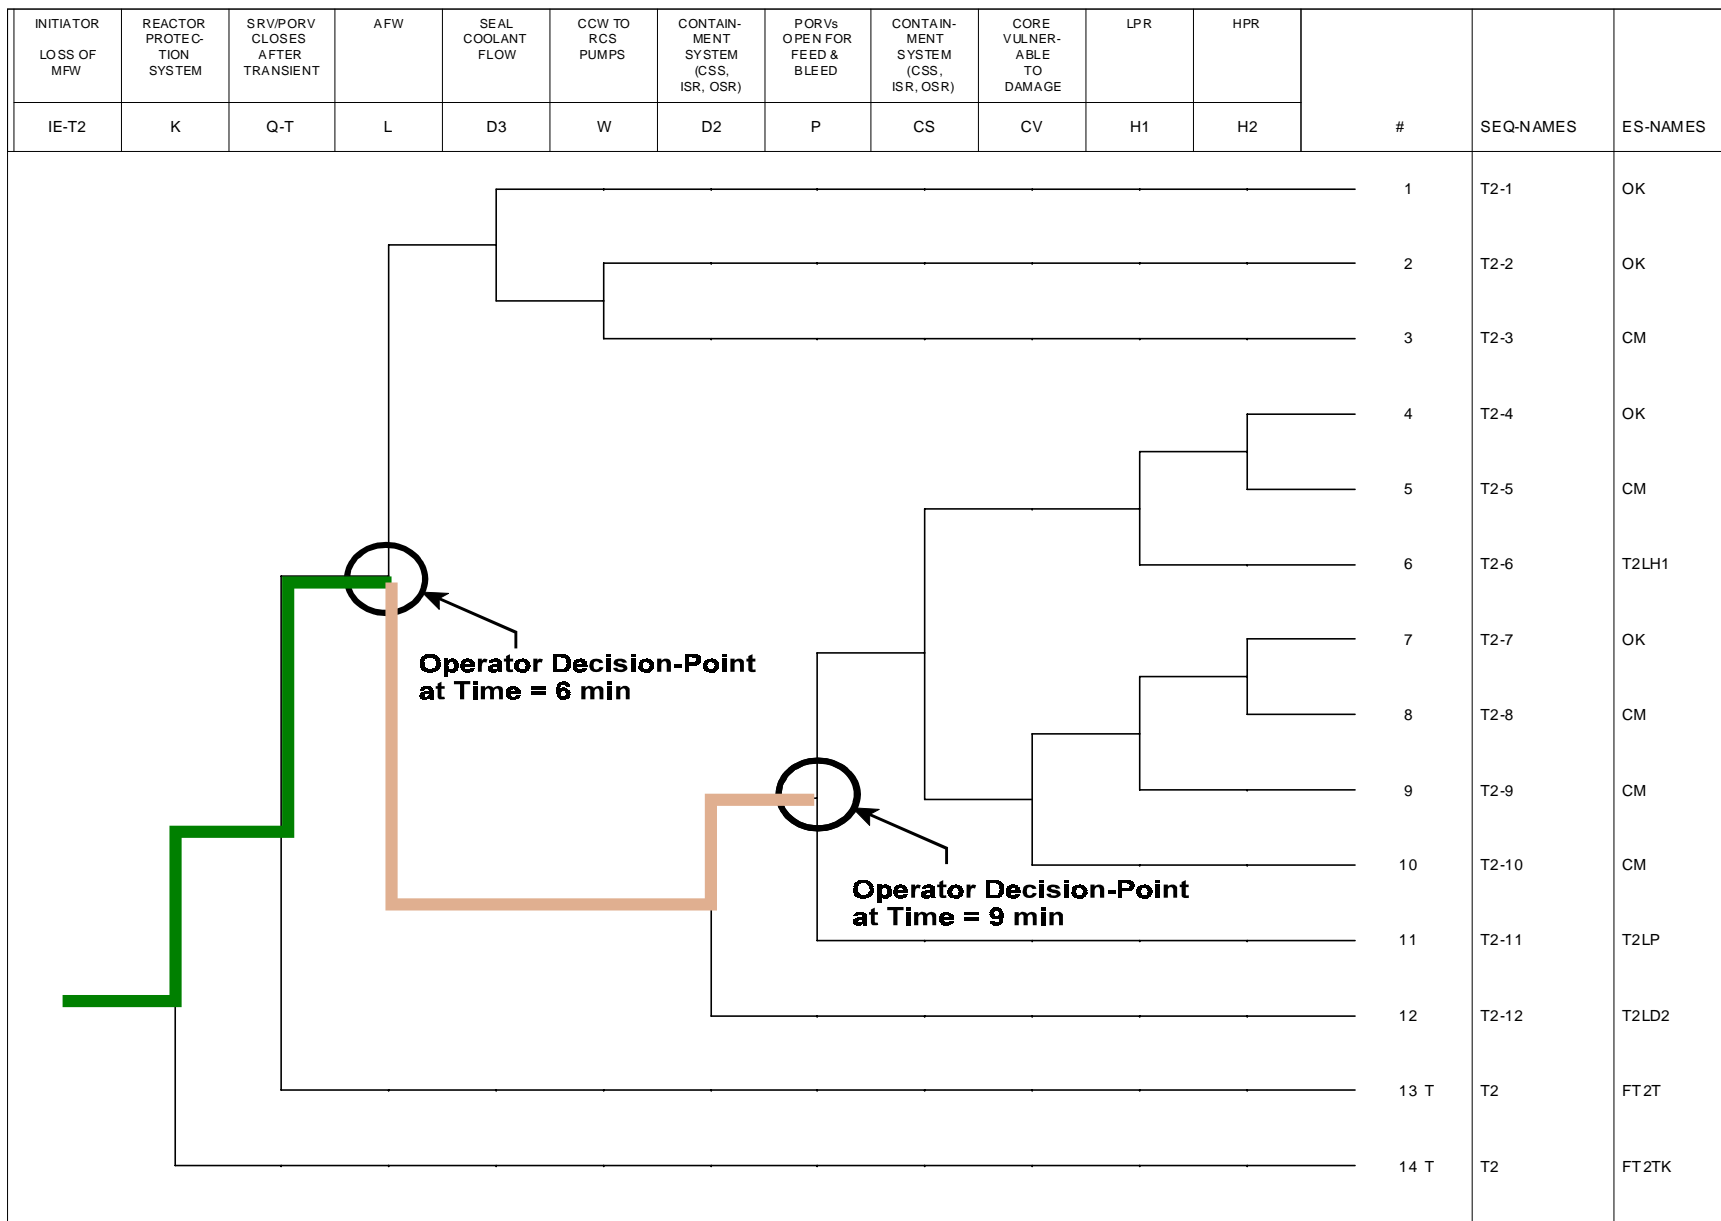 INITIATOR
LOSS OF
MFW
REACTOR
PROTEC-
TION
SYSTEM
SRV/PORV
CLOSES
AFTER
TRANSIENT
AFW
SEAL
COOLANT
FLOW
CCW TO
RCS
PUMPS
CONTAIN-
MENT
SYSTEM
(CSS,
ISR, OSR)
PORVs
OPEN FOR
FEED &
BLEED
CONTAIN-
MENT
SYSTEM
(CSS,
ISR, OSR)
CORE
VULNER-
ABLE
TO
DAMAGE
LPR
HPR
IE-T2 K Q-T L D3 W D2 P CS CV H1 H2 # SEQ-NAMES ES-NAMES
1 T2-1 OK
2 T2-2 OK
3 T2-3 CM
4 T2-4 OK
5 T2-5 CM
6 T2-6 T2LH1
7 T2-7 OK
8 T2-8 CM
9 T2-9 CM
10 T2-10 CM
11 T2-11 T2LP
12 T2-12 T2LD2
13 T T2 FT2T
14 T T2 FT2TK
Operator Decision-Point
at Time = 6 min
Operator Decision-Point
at Time = 9 min